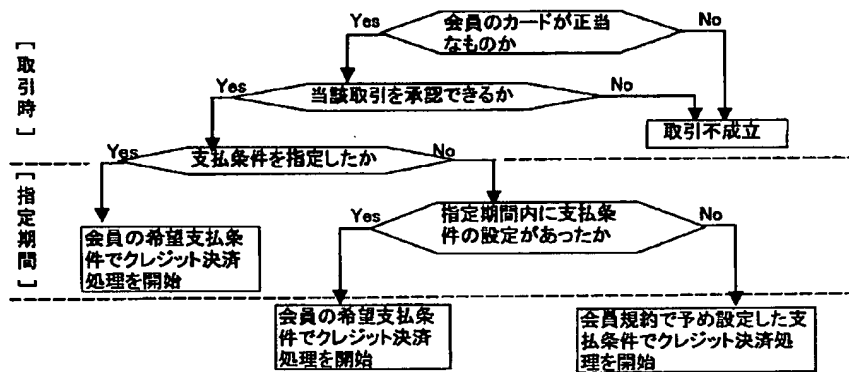 [取引時]
Yes
会員のカードが正当
なものか
No
Yes
当該取引を承認できるか
No
取引不成立
Yes
支払条件を指定したか
No
[指定期間]
Yes
指定期間内に支払条
件の設定があったか
No
会員の希望支払条
件でクレジット決済
処理を開始
会員の希望支払条
件でクレジット決済
処理を開始
会員規約で予め設定した支
払条件でクレジット決済処
理を開始